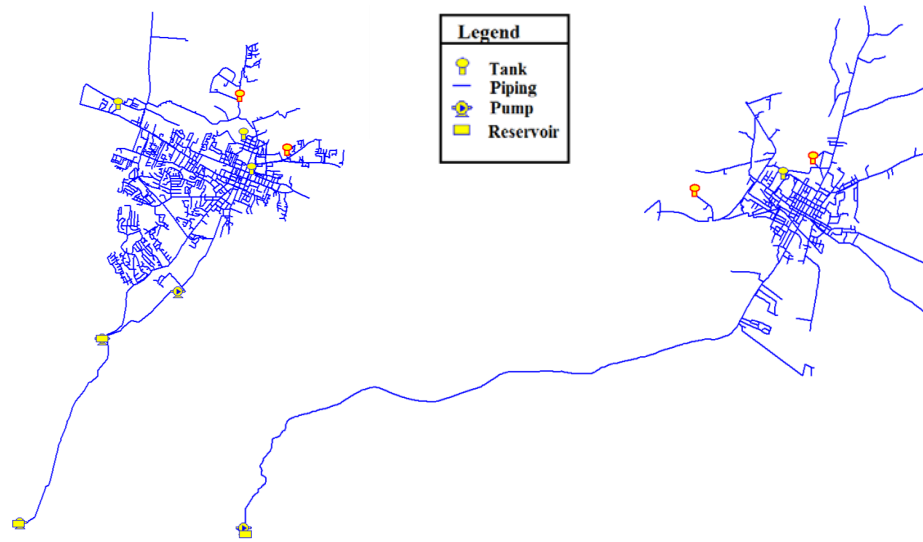 Legend
Tank
Piping
Pump
Reservoir